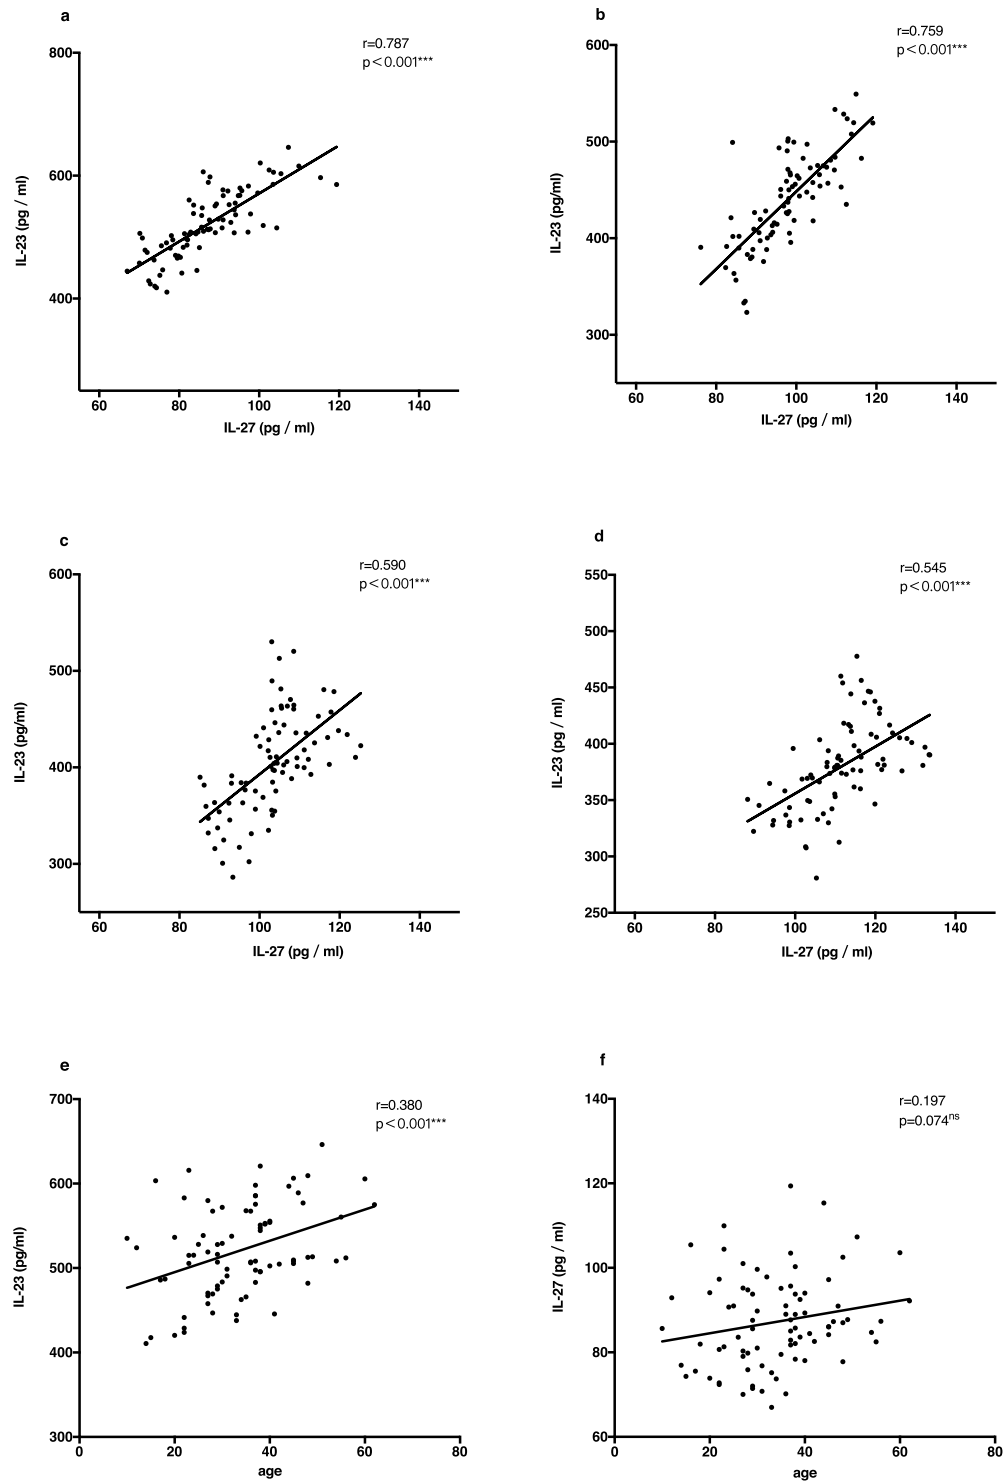 a
r=0.787
p<0.001***
800
600
400
60 80 100 120 140
IL-23 (pg / ml)
IL-27 (pg / ml)
b
r=0.759
p<0.001***
600
500
400
300
60 80 100 120 140
IL-23 (pg/ml)
IL-27 (pg / ml)
c
r=0.590
p<0.001***
600
500
400
300
60 80 100 120 140
IL-23 (pg/ml)
IL-27 (pg / ml)
d
r=0.545
p<0.001***
550
500
450
400
350
300
250
60 80 100 120 140
IL-23 (pg / ml)
IL-27 (pg / ml)
e
r=0.380
p<0.001***
700
600
500
400
300
0 20 40 60 80
IL-23 (pg/ml)
age
f
r=0.197
p=0.074ns
140
120
100
80
60
0 20 40 60 80
IL-27 (pg / ml)
age